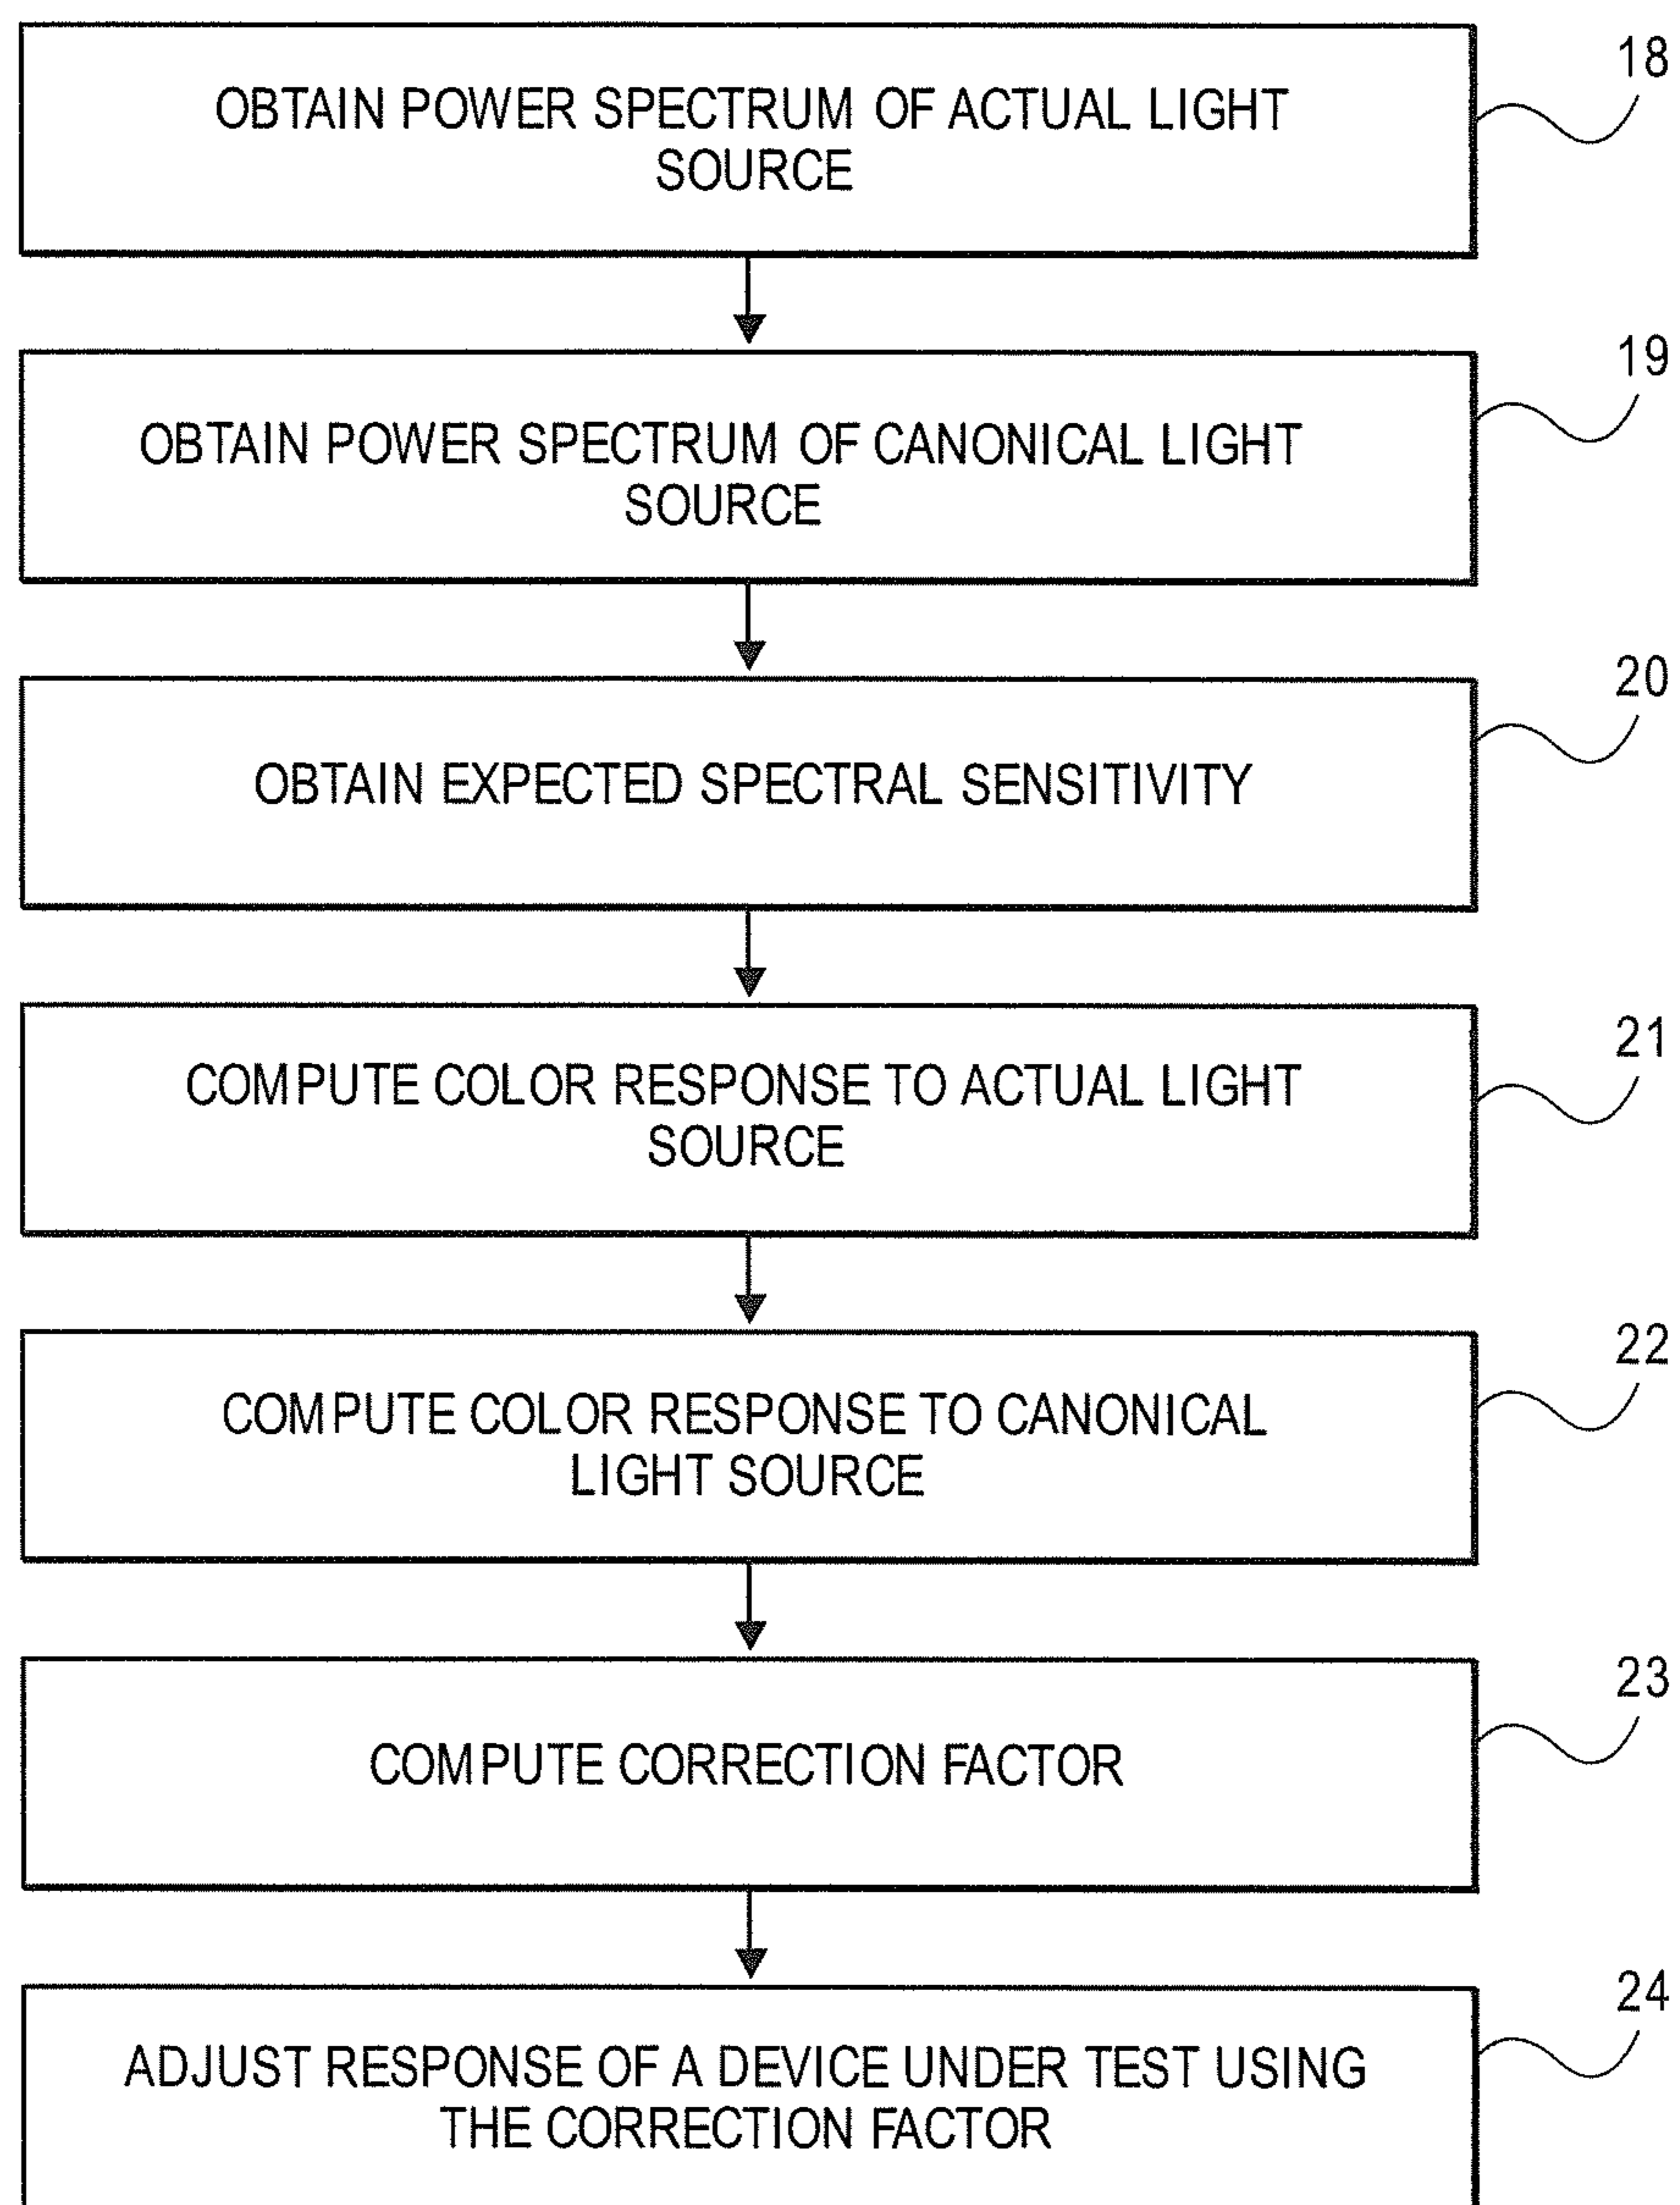 18
OBTAIN POWER SPECTRUM OF ACTUAL LIGHT
SOURCE
19
OBTAIN POWER SPECTRUM OF CANONICAL LIGHT
SOURCE
20
OBTAIN EXPECTED SPECTRAL SENSITIVITY
21
COMPUTE COLOR RESPONSE TO ACTUAL LIGHT
SOURCE
22
COMPUTE COLOR RESPONSE TO CANONICAL
LIGHT SOURCE
23
COMPUTE CORRECTION FACTOR
24
ADJUST RESPONSE OF A DEVICE UNDER TEST USING
THE CORRECTION FACTOR